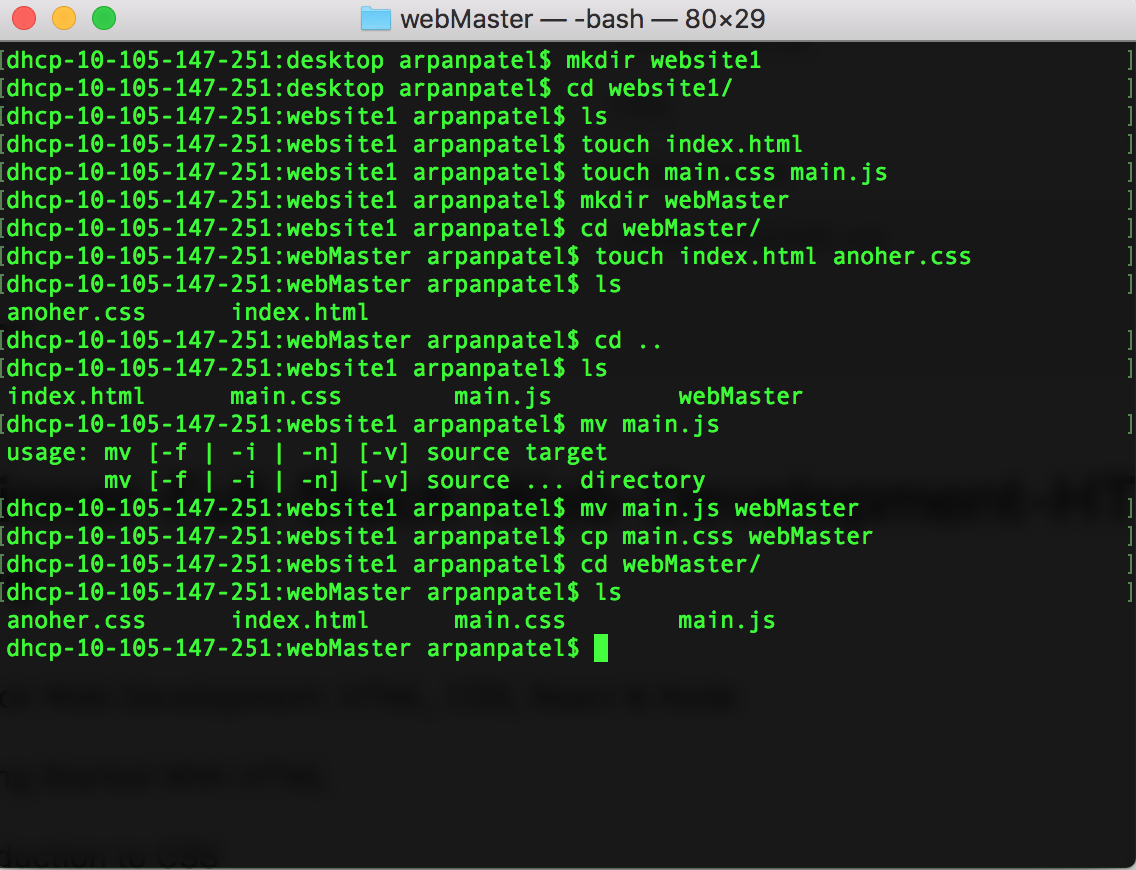 webMaster — -bash — 80×29
[dhcp-10-105-147-251:desktop arpanpatel$ mkdir website1 ]
[dhcp-10-105-147-251:desktop arpanpatel$ cd website1/ ]
[dhcp-10-105-147-251:website1 arpanpatel$ ls ]
[dhcp-10-105-147-251:website1 arpanpatel$ touch index.html ]
[dhcp-10-105-147-251:website1 arpanpatel$ touch main.css main.js ]
[dhcp-10-105-147-251:website1 arpanpatel$ mkdir webMaster ]
[dhcp-10-105-147-251:website1 arpanpatel$ cd webMaster/ ]
[dhcp-10-105-147-251:webMaster arpanpatel$ touch index.html anoher.css ]
[dhcp-10-105-147-251:webMaster arpanpatel$ ls ]
anoher.css index.html
[dhcp-10-105-147-251:webMaster arpanpatel$ cd .. ]
[dhcp-10-105-147-251:website1 arpanpatel$ ls ]
index.html main.css main.js webMaster
[dhcp-10-105-147-251:website1 arpanpatel$ mv main.js ]
usage: mv [-f | -i | -n] [-v] source target
mv [-f | -i | -n] [-v] source ... directory
[dhcp-10-105-147-251:website1 arpanpatel$ mv main.js webMaster ]
[dhcp-10-105-147-251:website1 arpanpatel$ cp main.css webMaster ]
[dhcp-10-105-147-251:website1 arpanpatel$ cd webMaster/ ]
[dhcp-10-105-147-251:webMaster arpanpatel$ ls ]
anoher.css index.html main.css main.js
dhcp-10-105-147-251:webMaster arpanpatel$